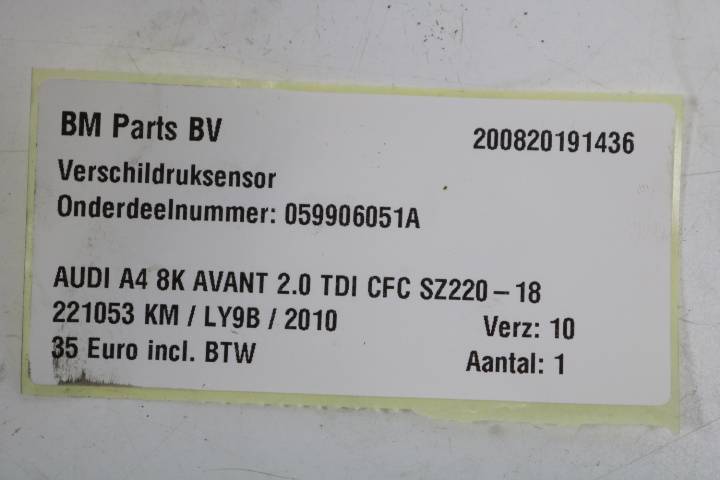 BM Parts BV 200820191436
Verschildruksensor
Onderdeelnummer: 059906051A
AUDI A4 8K AVANT 2.0 TDI CFC SZ220-18
221053 KM / LY9B / 2010 Verz: 10
35 Euro incl. BTW Aantal: 1